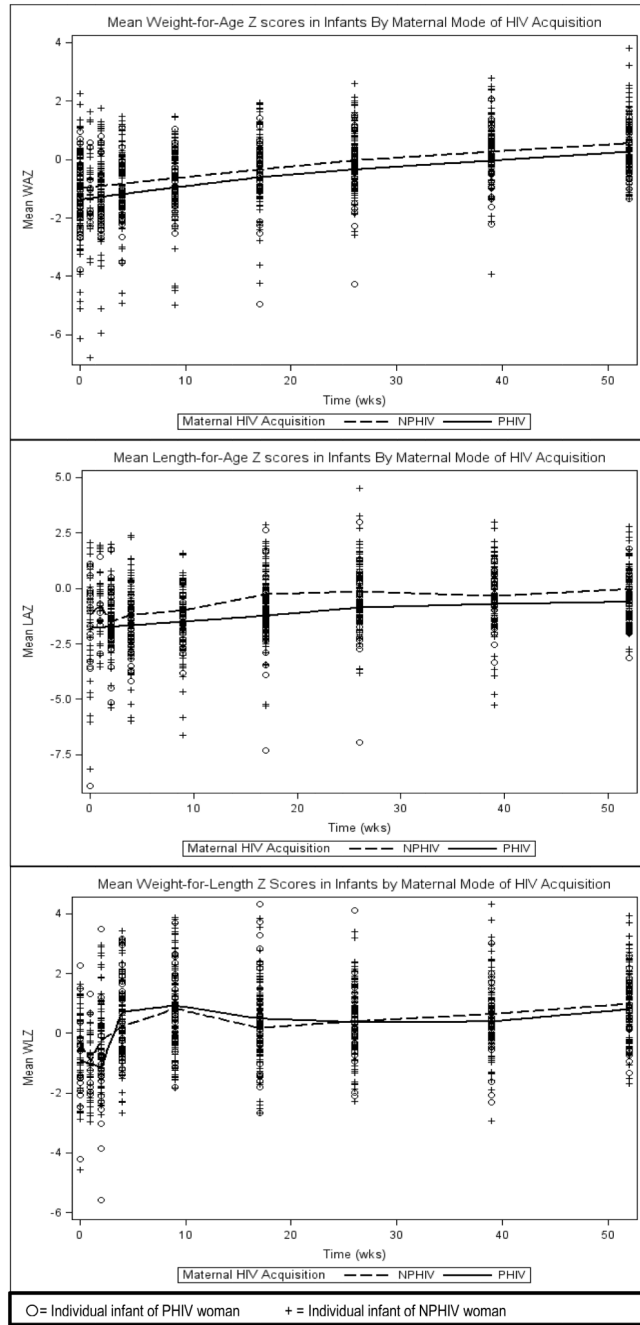 Mean Weight-for-Age Z scores in Infants By Maternal Mode of HIV Acquisition
4
2
0
-2
-4
-6
Mean WAZ
0 10 20 30 40 50
Time (wks)
Maternal HIV Acquisition NPHIV PHIV
Mean Length-for-Age Z scores in Infants By Maternal Mode of HIV Acquisition
5.0
2.5
0.0
-2.5
-5.0
-7.5
Mean LAZ
0 10 20 30 40 50
Time (wks)
Maternal HIV Acquisition NPHIV PHIV
Mean Weight-for-Length Z Scores in Infants by Maternal Mode of HIV Acquisition
4
2
0
-2
-4
-6
Mean WLZ
0 10 20 30 40 50
Time (wks)
Maternal HIV Acquisition NPHIV PHIV
O= Individual infant of PHIV woman + = Individual infant of NPHIV woman